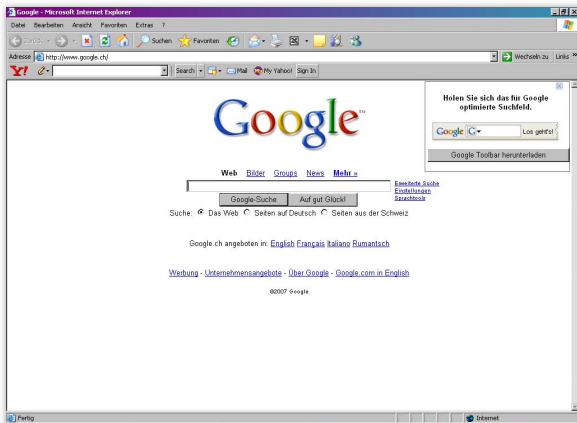 Google - Microsoft Internet Explorer
Datei Bearbeiten Ansicht Favoriten Extras ?
Zurück Suchen Favoriten
Adresse http://www.google.ch/ Wechseln zu Links »
Y! Search Mail My Yahoo! Sign In
Holen Sie sich das für Google
optimierte Suchfeld.
Google G Los geht's!
Google Toolbar herunterladen
Google™
Web Bilder Groups News Mehr »
Erweiterte Suche
Einstellungen
Sprachtools
Google-Suche Auf gut Glück!
Suche: Das Web Seiten auf Deutsch Seiten aus der Schweiz
Google.ch angeboten in: English Français Italiano Rumantsch
Werbung - Unternehmensangebote - Über Google - Google.com in English
©2007 Google
Fertig Internet